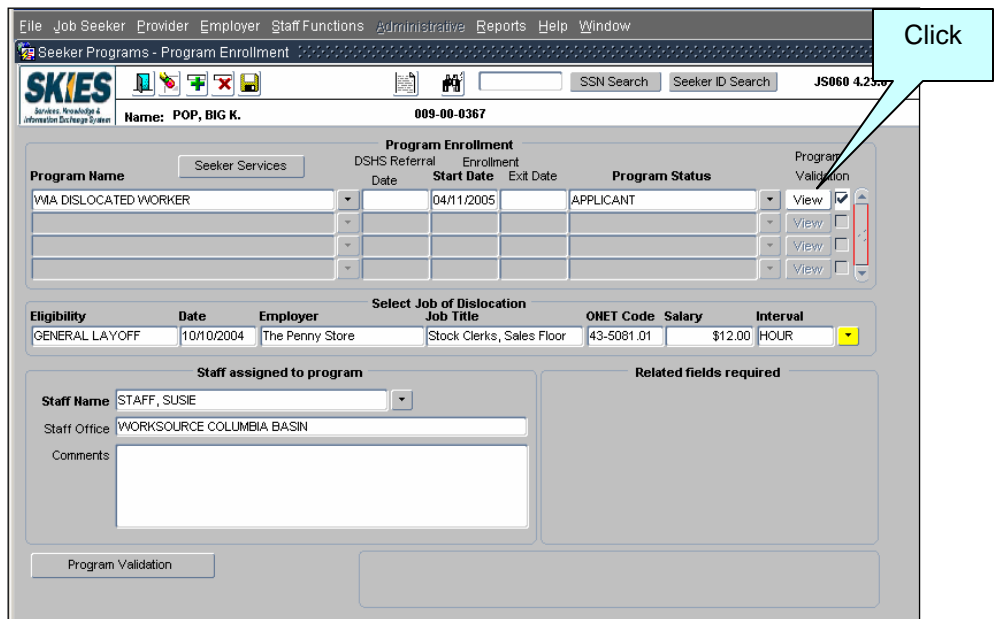 File Job Seeker Provider Employer Staff Functions Administrative Reports Help Window
Click
Seeker Programs - Program Enrollment
SKIES
Services, Knowledge &
Information Exchange System
SSN Search Seeker ID Search JS060 4.23.0
Name: POP, BIG K. 009-00-0367
Program Enrollment
Seeker Services DSHS Referral Enrollment Program
Program Name Date Start Date Exit Date Program Status Validation
WIA DISLOCATED WORKER 04/11/2005 APPLICANT View
View
View
View
Select Job of Dislocation
Eligibility Date Employer Job Title ONET Code Salary Interval
GENERAL LAYOFF 10/10/2004 The Penny Store Stock Clerks, Sales Floor 43-5081.01 $12.00 HOUR
Staff assigned to program Related fields required
Staff Name STAFF, SUSIE
Staff Office WORKSOURCE COLUMBIA BASIN
Comments
Program Validation